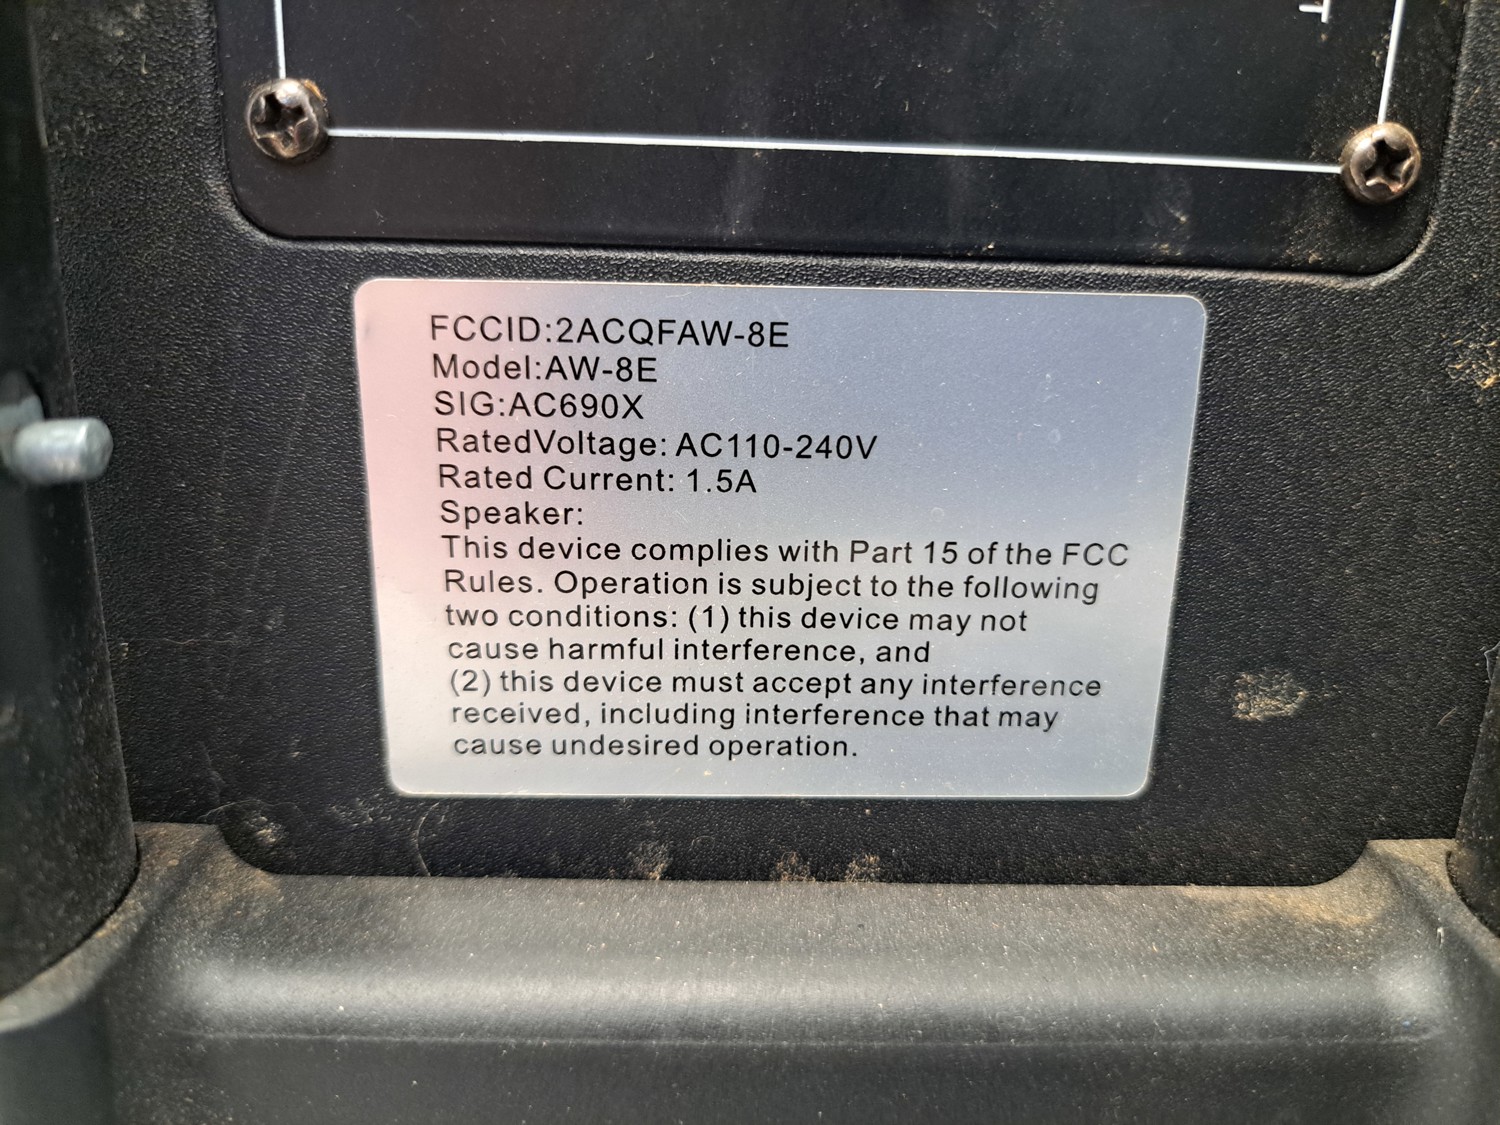 FCCID:2ACQFAW-8E
Model:AW-8E
SIG:AC690X
RatedVoltage: AC110-240V
Rated Current: 1.5A
Speaker:
This device complies with Part 15 of the FCC
Rules. Operation is subject to the following
two conditions: (1) this device may not
cause harmful interference, and
(2) this device must accept any interference
received, including interference that may
cause undesired operation.